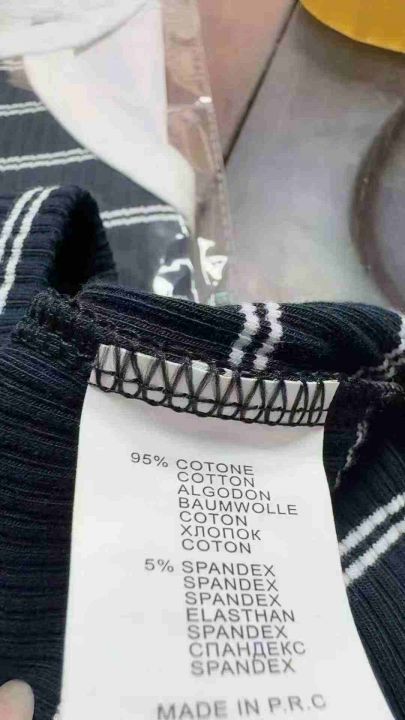 95% COTONE
COTTON
ALGODON
BAUMWOLLE
COTON
ХЛОПОК
COTON
5% SPANDEX
SPANDEX
SPANDEX
ELASTHAN
SPANDEX
СПАНДЕКС
SPANDEX
MADE IN P.R.C